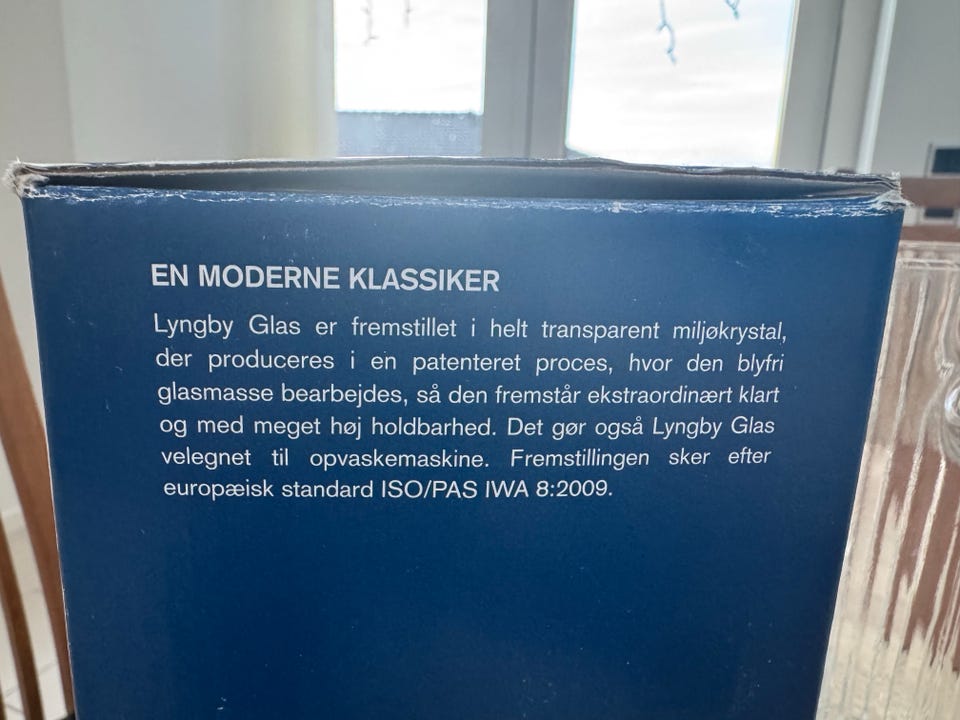 EN MODERNE KLASSIKER
Lyngby Glas er fremstillet i helt transparent miljøkrystal,
der produceres i en patenteret proces, hvor den blyfri
glasmasse bearbejdes, så den fremstår ekstraordinært klart
og med meget høj holdbarhed. Det gør også Lyngby Glas
velegnet til opvaskemaskine. Fremstillingen sker efter
europæisk standard ISO/PAS IWA 8:2009.